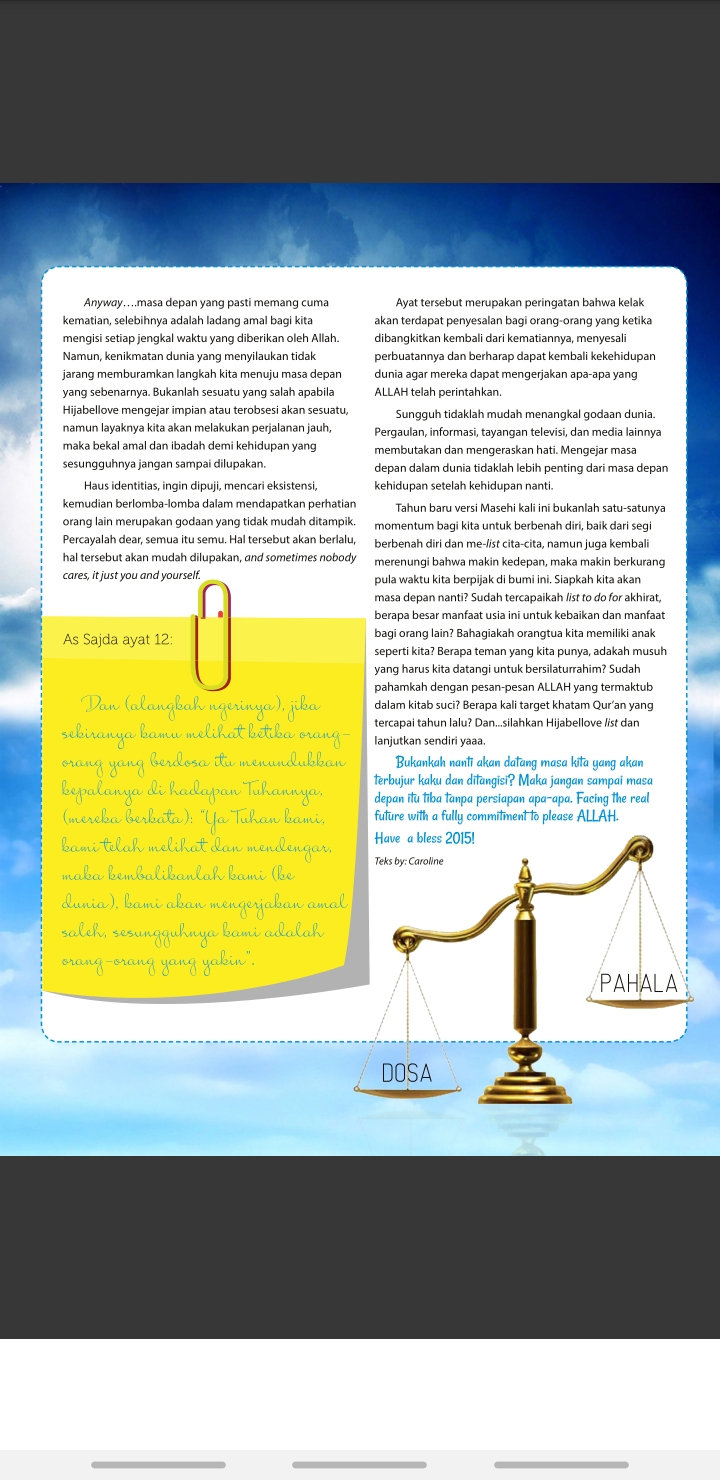 Anyway….masa depan yang pasti memang cuma
kematian, selebihnya adalah ladang amal bagi kita
mengisi setiap jengkal waktu yang diberikan oleh Allah.
Namun, kenikmatan dunia yang menyilaukan tidak
jarang memburamkan langkah kita menuju masa depan
yang sebenarnya. Bukanlah sesuatu yang salah apabila
Hijabellove mengejar impian atau terobsesi akan sesuatu,
namun layaknya kita akan melakukan perjalanan jauh,
maka bekal amal dan ibadah demi kehidupan yang
sesungguhnya jangan sampai dilupakan.
Haus identitias, ingin dipuji, mencari eksistensi,
kemudian berlomba-lomba dalam mendapatkan perhatian
orang lain merupakan godaan yang tidak mudah ditampik.
Percayalah dear, semua itu semu. Hal tersebut akan berlalu,
hal tersebut akan mudah dilupakan, and sometimes nobody
cares, it just you and yourself.
As Sajda ayat 12:
Dan (alangkah ngerinya), jika
sekiranya kamu melihat ketika orang-
orang yang berdosa itu menundukkan
kepalanya di hadapan Tuhannya,
(mereka berkata): "Ya Tuhan kami,
kami telah melihat dan mendengar,
maka kembalikanlah kami (ke
dunia), kami akan mengerjakan amal
saleh, sesungguhnya kami adalah
orang-orang yang yakin".
Ayat tersebut merupakan peringatan bahwa kelak
akan terdapat penyesalan bagi orang-orang yang ketika
dibangkitkan kembali dari kematiannya, menyesali
perbuatannya dan berharap dapat kembali kekehidupan
dunia agar mereka dapat mengerjakan apa-apa yang
ALLAH telah perintahkan.
Sungguh tidaklah mudah menangkal godaan dunia.
Pergaulan, informasi, tayangan televisi, dan media lainnya
membutakan dan mengeraskan hati. Mengejar masa
depan dalam dunia tidaklah lebih penting dari masa depan
kehidupan setelah kehidupan nanti.
Tahun baru versi Masehi kali ini bukanlah satu-satunya
momentum bagi kita untuk berbenah diri, baik dari segi
berbenah diri dan me-list cita-cita, namun juga kembali
merenungi bahwa makin kedepan, maka makin berkurang
pula waktu kita berpijak di bumi ini. Siapkah kita akan
masa depan nanti? Sudah tercapaikah list to do for akhirat,
berapa besar manfaat usia ini untuk kebaikan dan manfaat
bagi orang lain? Bahagiakah orangtua kita memiliki anak
seperti kita? Berapa teman yang kita punya, adakah musuh
yang harus kita datangi untuk bersilaturrahim? Sudah
pahamkah dengan pesan-pesan ALLAH yang termaktub
dalam kitab suci? Berapa kali target khatam Qur'an yang
tercapai tahun lalu? Dan...silahkan Hijabellove list dan
lanjutkan sendiri yaaa.
Bukankah nanti akan datang masa kita yang akan
terbujur kaku dan ditangisi? Maka jangan sampai masa
depan itu tiba tanpa persiapan apa-apa. Facing the real
future with a fully commitment to please ALLAH.
Have a bless 2015!
Teks by: Caroline
PAHALA
DOSA